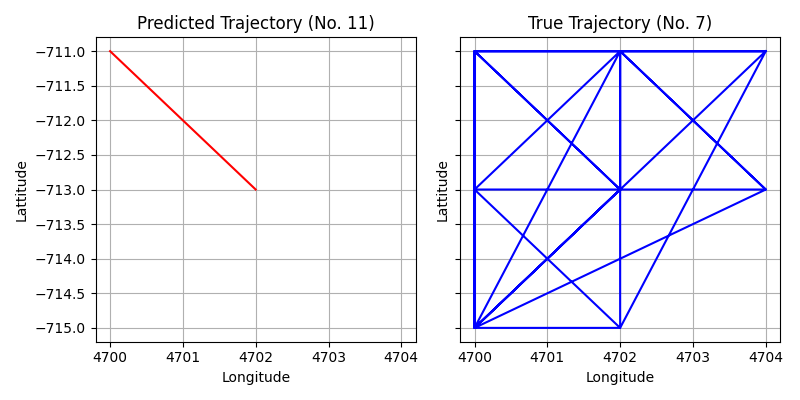 Predicted Trajectory (No. 11)
True Trajectory (No. 7)
Lattitude
−711.0
−711.5
−712.0
−712.5
−713.0
−713.5
−714.0
−714.5
−715.0
4700 4701 4702 4703 4704
Longitude
Lattitude
4700 4701 4702 4703 4704
Longitude